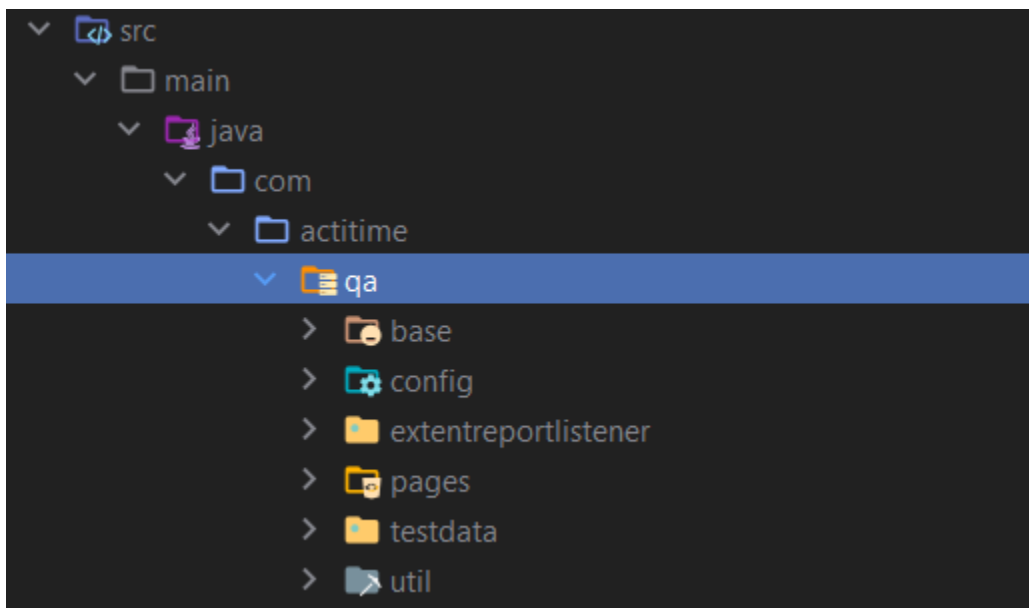 src
main
java
com
actitime
qa
base
config
extentreportlistener
pages
testdata
util